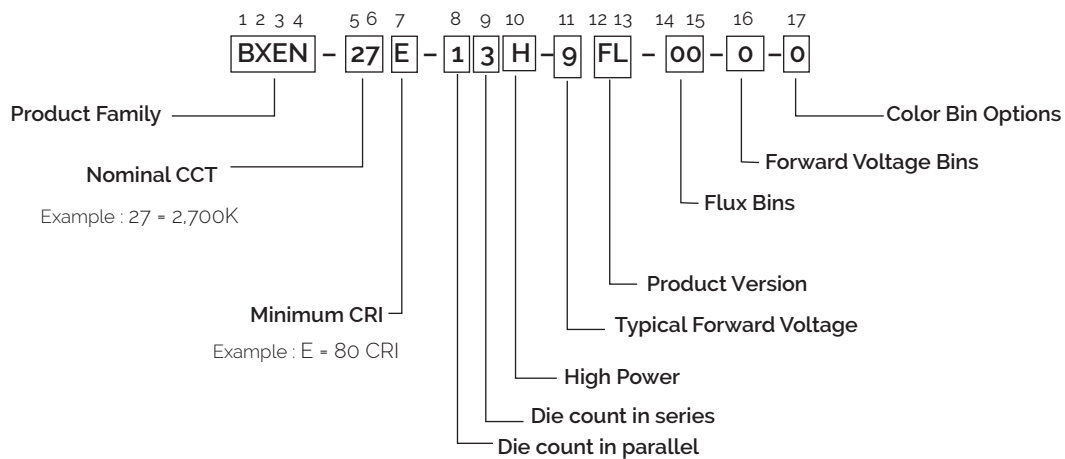 1 2 3 4 5 6 7 8 9 10 11 12 13 14 15 16 17
BXEN – 27 E – 1 3 H – 9 FL – 00 – 0 – 0
Product Family
Color Bin Options
Forward Voltage Bins
Nominal CCT
Flux Bins
Example : 27 = 2,700K
Product Version
Minimum CRI
Typical Forward Voltage
Example : E = 80 CRI
High Power
Die count in series
Die count in parallel